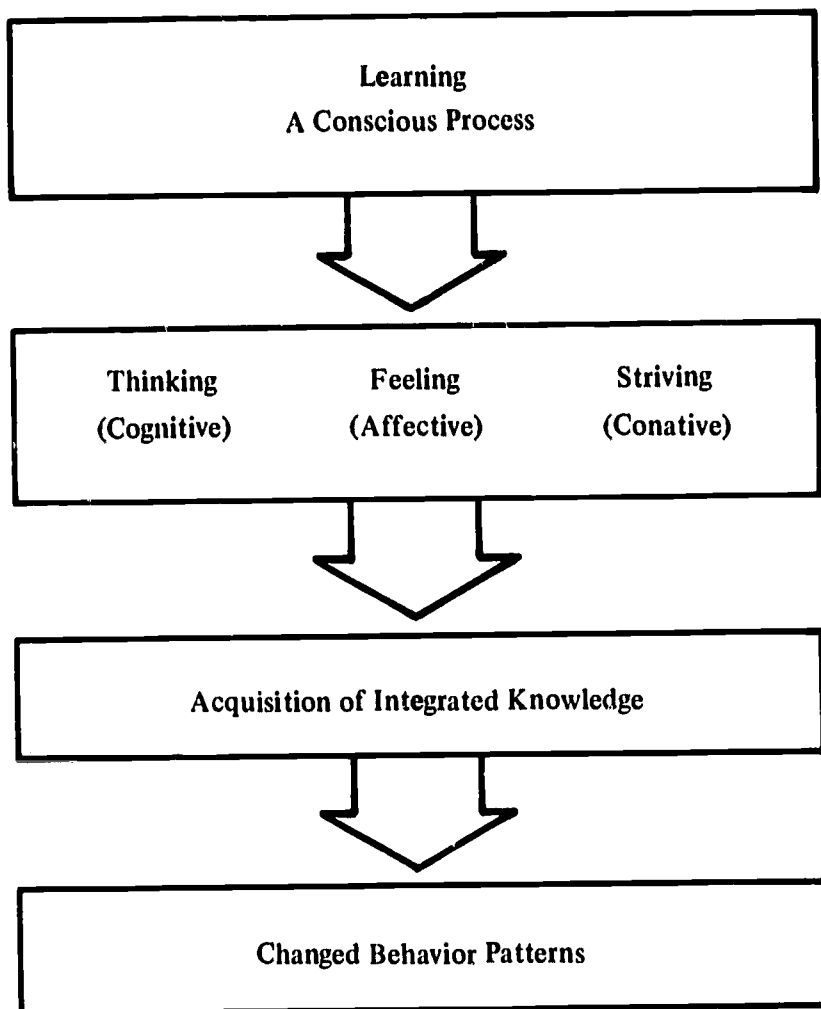 Learning
A Conscious Process
Thinking Feeling Striving
(Cognitive) (Affective) (Conative)
Acquisition of Integrated Knowledge
Changed Behavior Patterns